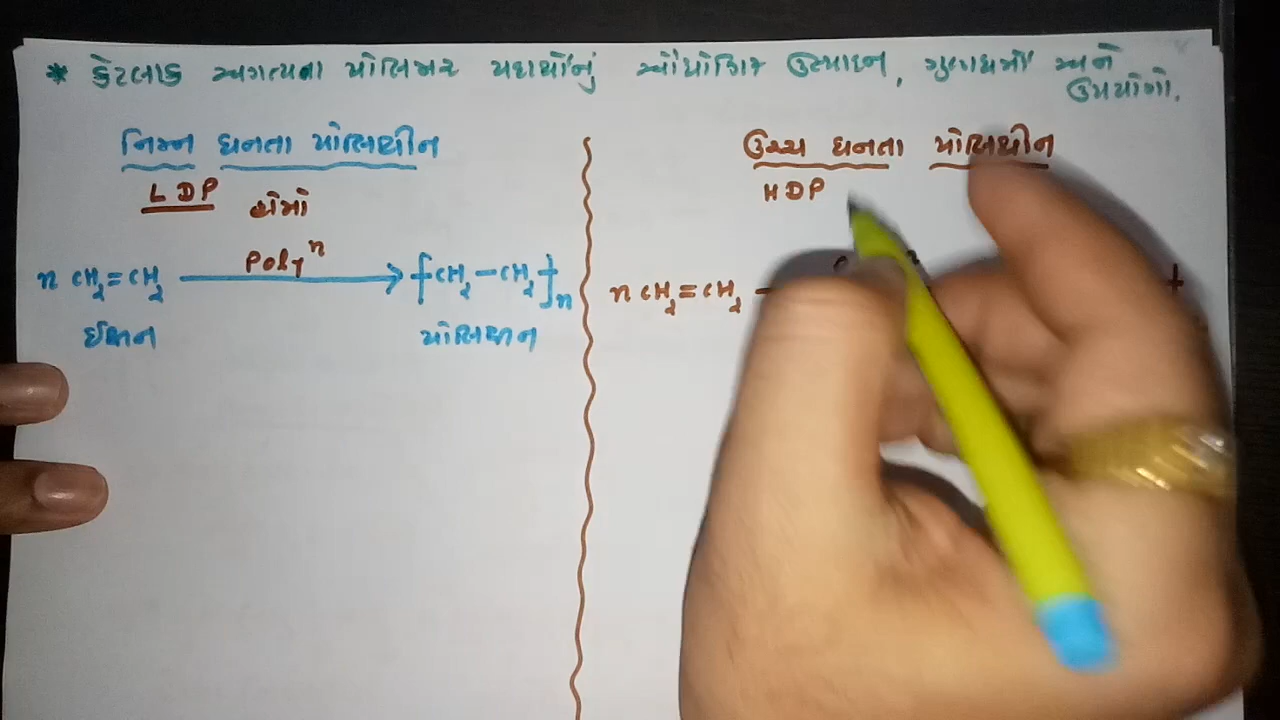 * કેટલાક અગત્યના પોલિમર પદાર્થોનું ઔદ્યોગિક ઉત્પાદન, ગુણધર્મો અને
ઉપયોગો.
નિમ્ન ઘનતા પોલિથીન
LDP
n CH₂=CH₂ Polyⁿ → [CH₂-CH₂]ₙ
ઈથીન પોલિથીન
ઉચ્ચ ઘનતા પોલિથીન
HDP
n CH₂=CH₂